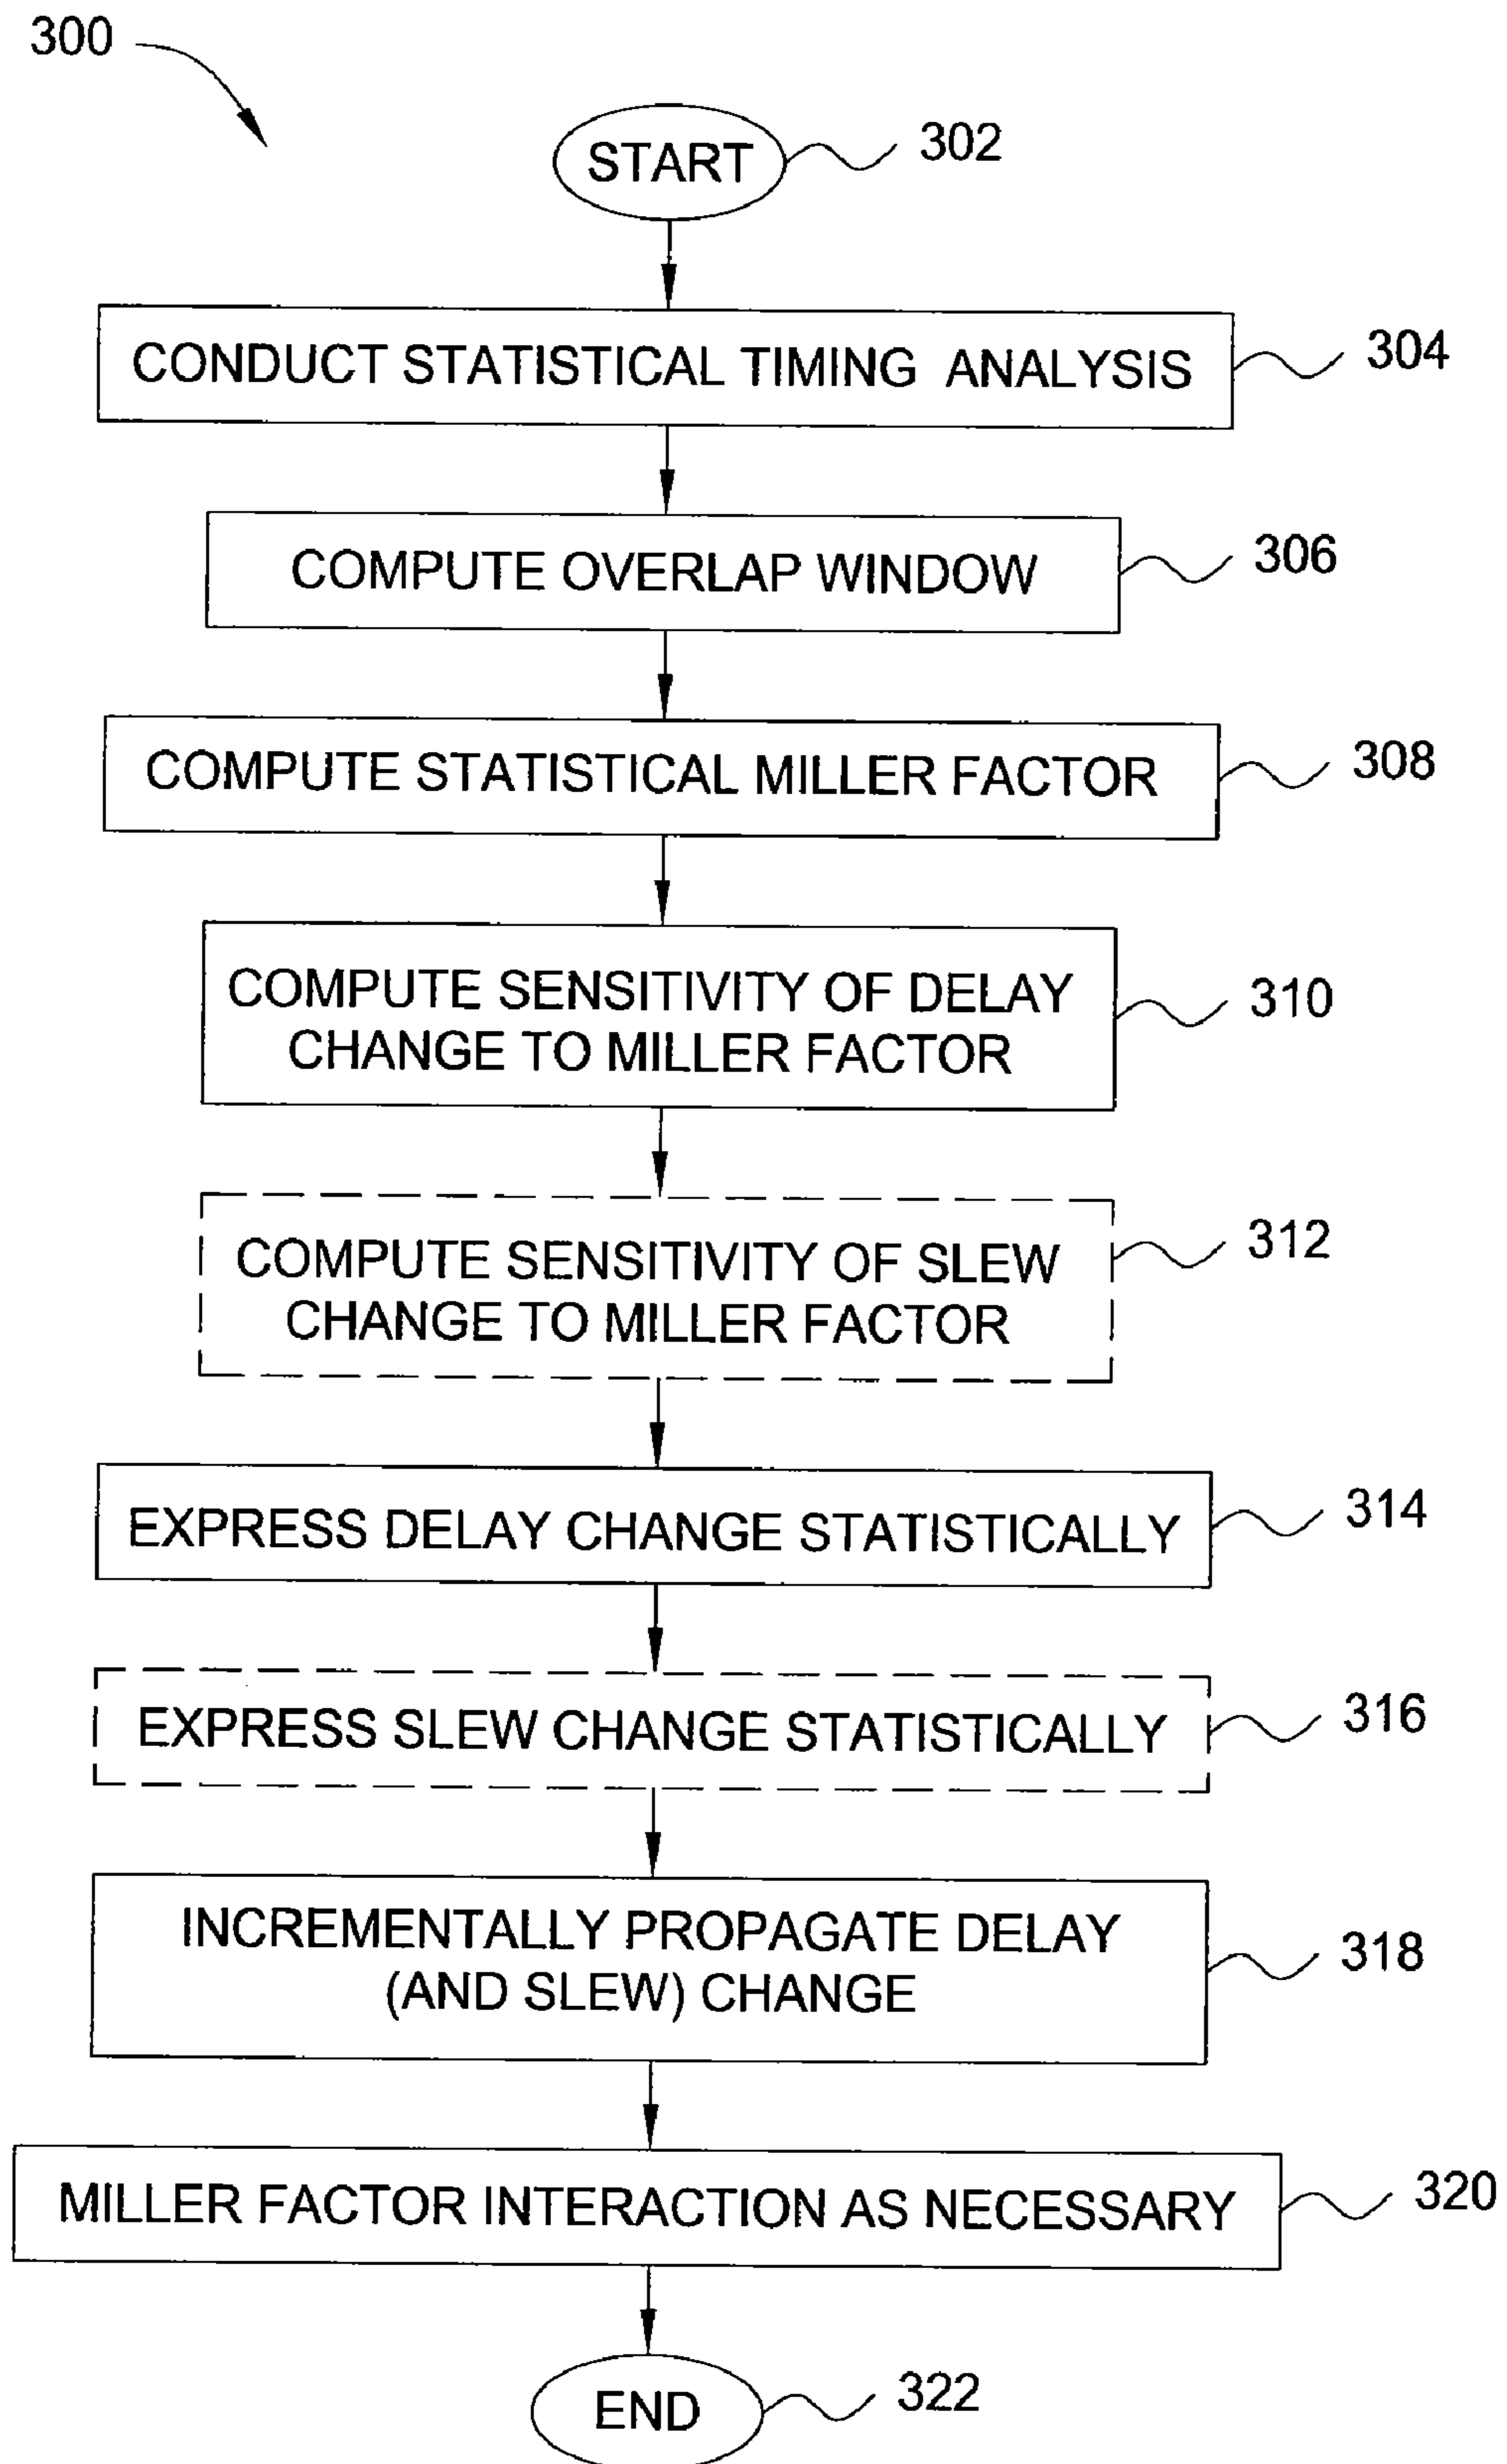 300
START
302
CONDUCT STATISTICAL TIMING ANALYSIS
304
COMPUTE OVERLAP WINDOW
306
COMPUTE STATISTICAL MILLER FACTOR
308
COMPUTE SENSITIVITY OF DELAY
CHANGE TO MILLER FACTOR
310
COMPUTE SENSITIVITY OF SLEW
CHANGE TO MILLER FACTOR
312
EXPRESS DELAY CHANGE STATISTICALLY
314
EXPRESS SLEW CHANGE STATISTICALLY
316
INCREMENTALLY PROPAGATE DELAY
(AND SLEW) CHANGE
318
MILLER FACTOR INTERACTION AS NECESSARY
320
END
322